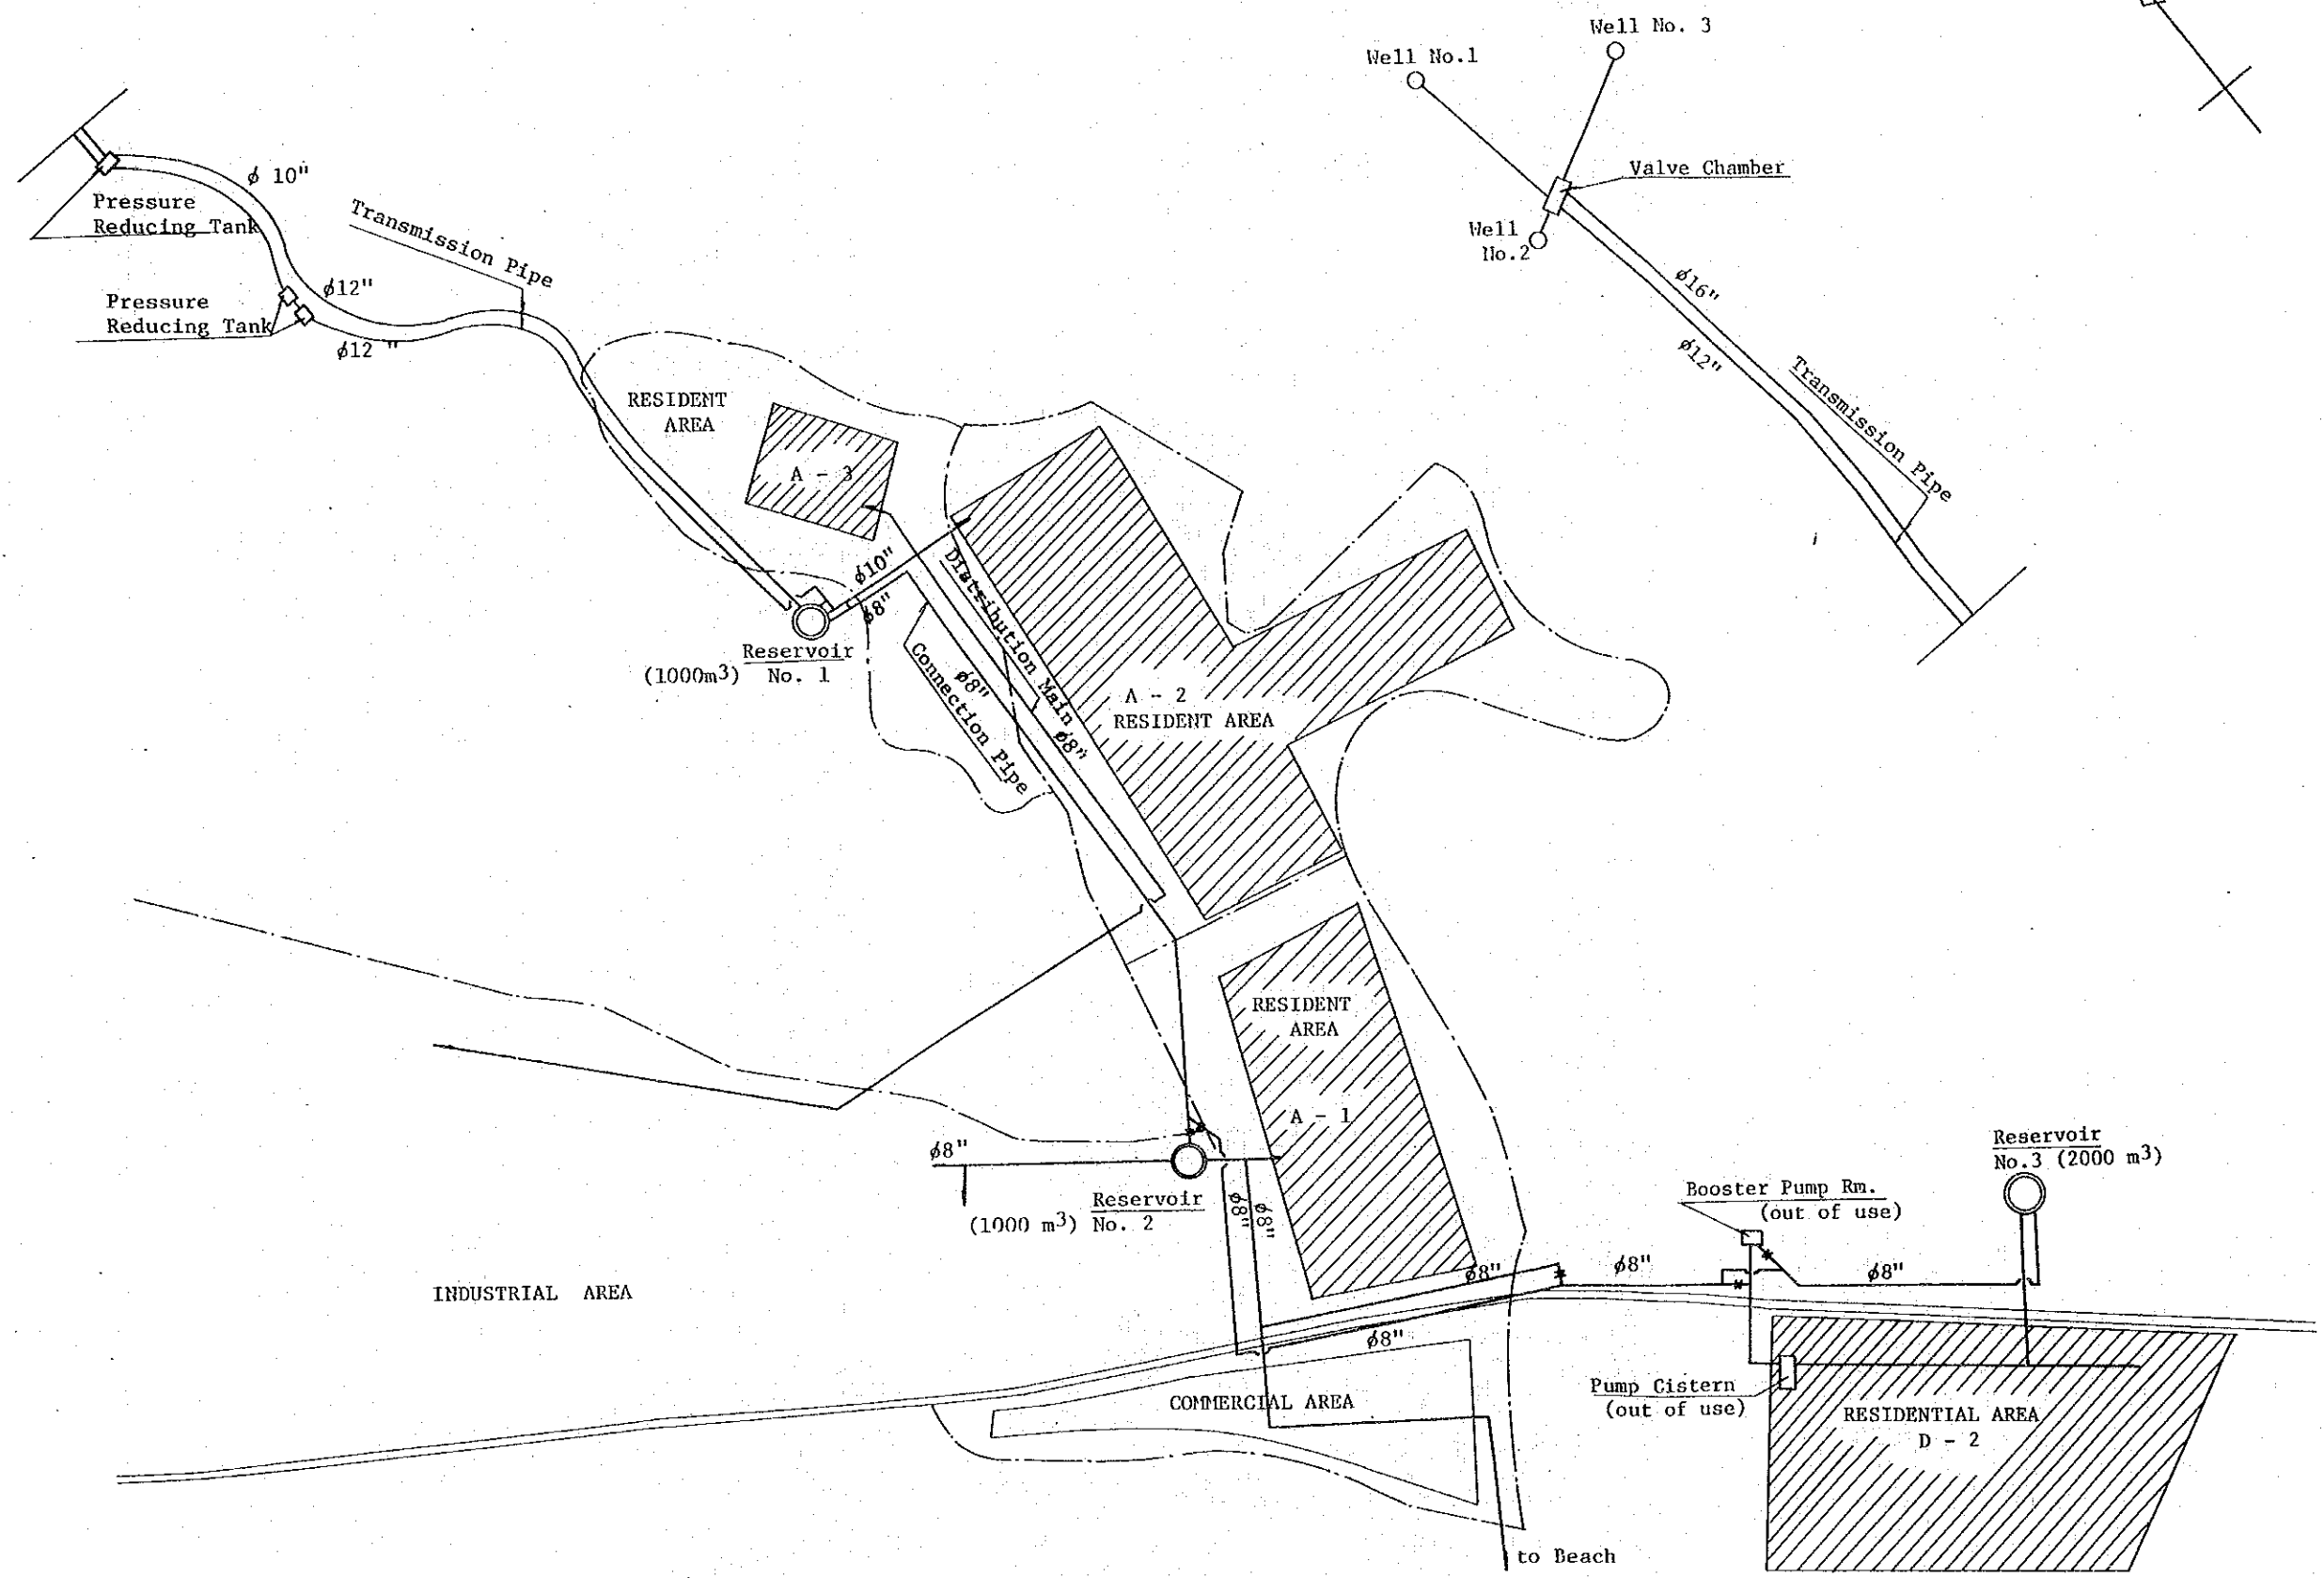 Well No. 3
Well No.1
Valve Chamber
Well
No.2
φ16"
φ12"
Transmission Pipe
φ 10"
Pressure
Reducing Tank
Transmission Pipe
φ12"
Pressure
Reducing Tank
φ12 "
RESIDENT
AREA
A - 3
φ10"
φ8"
Distribution Main
φ8"
Connection Pipe
φ8"
Reservoir
(1000m3) No. 1
A - 2
RESIDENT AREA
RESIDENT
AREA
A - 1
φ8"
Reservoir
(1000 m3) No. 2
φ8"
φ8"
Reservoir
No.3 (2000 m3)
Booster Pump Rm.
(out of use)
φ8"
φ8"
φ8"
φ8"
INDUSTRIAL AREA
COMMERCIAL AREA
Pump Cistern
(out of use)
RESIDENTIAL AREA
D - 2
to Beach